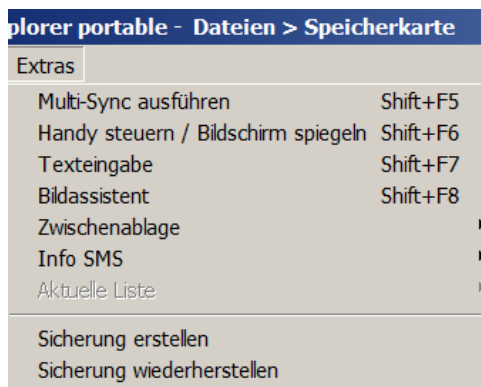 plorer portable - Dateien > Speicherkarte
Extras
Multi-Sync ausführen Shift+F5
Handy steuern / Bildschirm spiegeln Shift+F6
Texteingabe Shift+F7
Bildassistent Shift+F8
Zwischenablage
Info SMS
Aktuelle Liste
Sicherung erstellen
Sicherung wiederherstellen